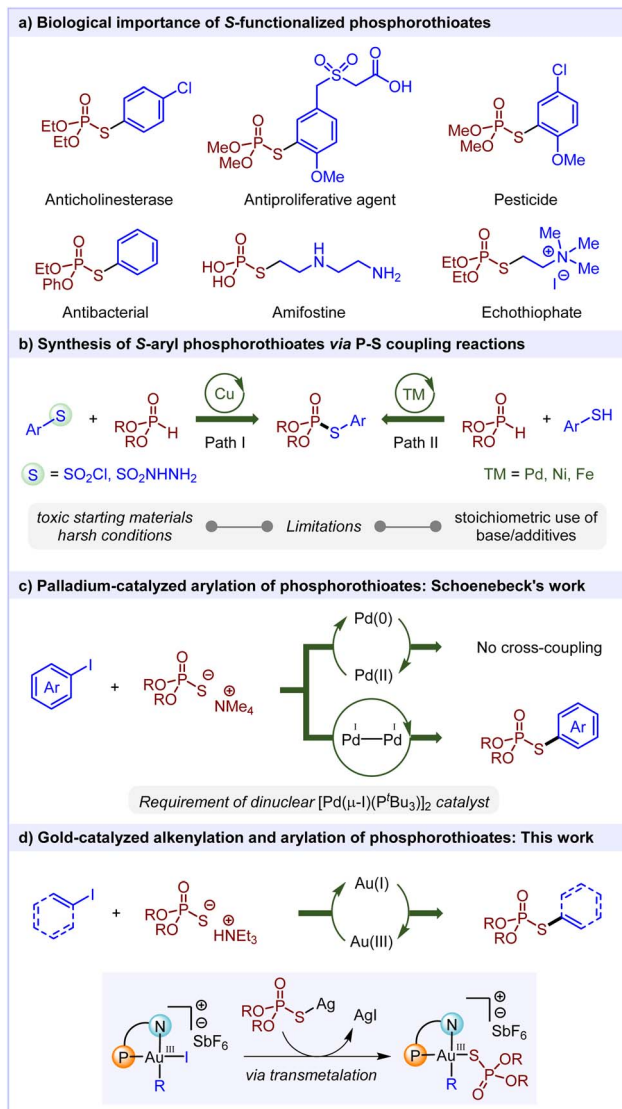 a) Biological importance of S-functionalized phosphorothioates
O
EtO
EtO
P
S
Cl
Anticholinesterase
O O
S
O
OH
O
MeO
MeO
P
S
OMe
Antiproliferative agent
Cl
O
MeO
MeO
P
S
OMe
Pesticide
O
EtO
PhO
P
S
Antibacterial
O
HO
HO
P
S
H
N
NH2
Amifostine
O
EtO
EtO
P
S
Me
N
Me
Me
⊕
I⊖
Echothiophate
b) Synthesis of S-aryl phosphorothioates via P-S coupling reactions
Ar
S
+
O
RO
RO
P
H
Cu
Path I
O
RO
RO
P
S
Ar
TM
Path II
O
RO
RO
P
H
+
Ar
SH
S = SO2Cl, SO2NHNH2
TM = Pd, Ni, Fe
toxic starting materials
harsh conditions
Limitations
stoichiometric use of
base/additives
c) Palladium-catalyzed arylation of phosphorothioates: Schoenebeck's work
Ar
I
+
O
RO
RO
P
S
⊖
⊕
NMe4
Pd(0)
Pd(II)
No cross-coupling
I I
Pd—Pd
O
RO
RO
P
S
Ar
Requirement of dinuclear [Pd(μ-I)(PtBu3)]2 catalyst
d) Gold-catalyzed alkenylation and arylation of phosphorothioates: This work
I
+
O
RO
RO
P
S
⊖
⊕
HNEt3
Au(I)
Au(III)
O
RO
RO
P
S
P
N
III
Au
I
R
⊕
⊖
SbF6
O
RO
RO
P
S
Ag
AgI
via transmetalation
P
N
III
Au
S
R
P
O
OR
OR
⊕
⊖
SbF6